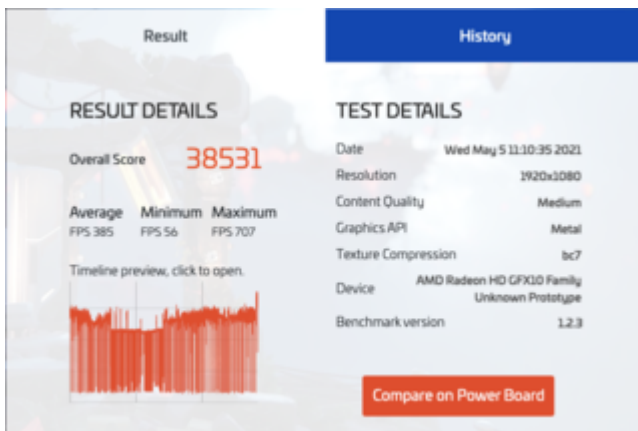 Result
History
RESULT DETAILS
Overall Score 38531
Average Minimum Maximum
FPS 385 FPS 56 FPS 707
Timeline preview, click to open.
TEST DETAILS
Date Wed May 5 11:10:35 2021
Resolution 1920x1080
Content Quality Medium
Graphics API Metal
Texture Compression bc7
Device AMD Radeon HD GFX10 Family
Unknown Prototype
Benchmark version 1.2.3
Compare on Power Board